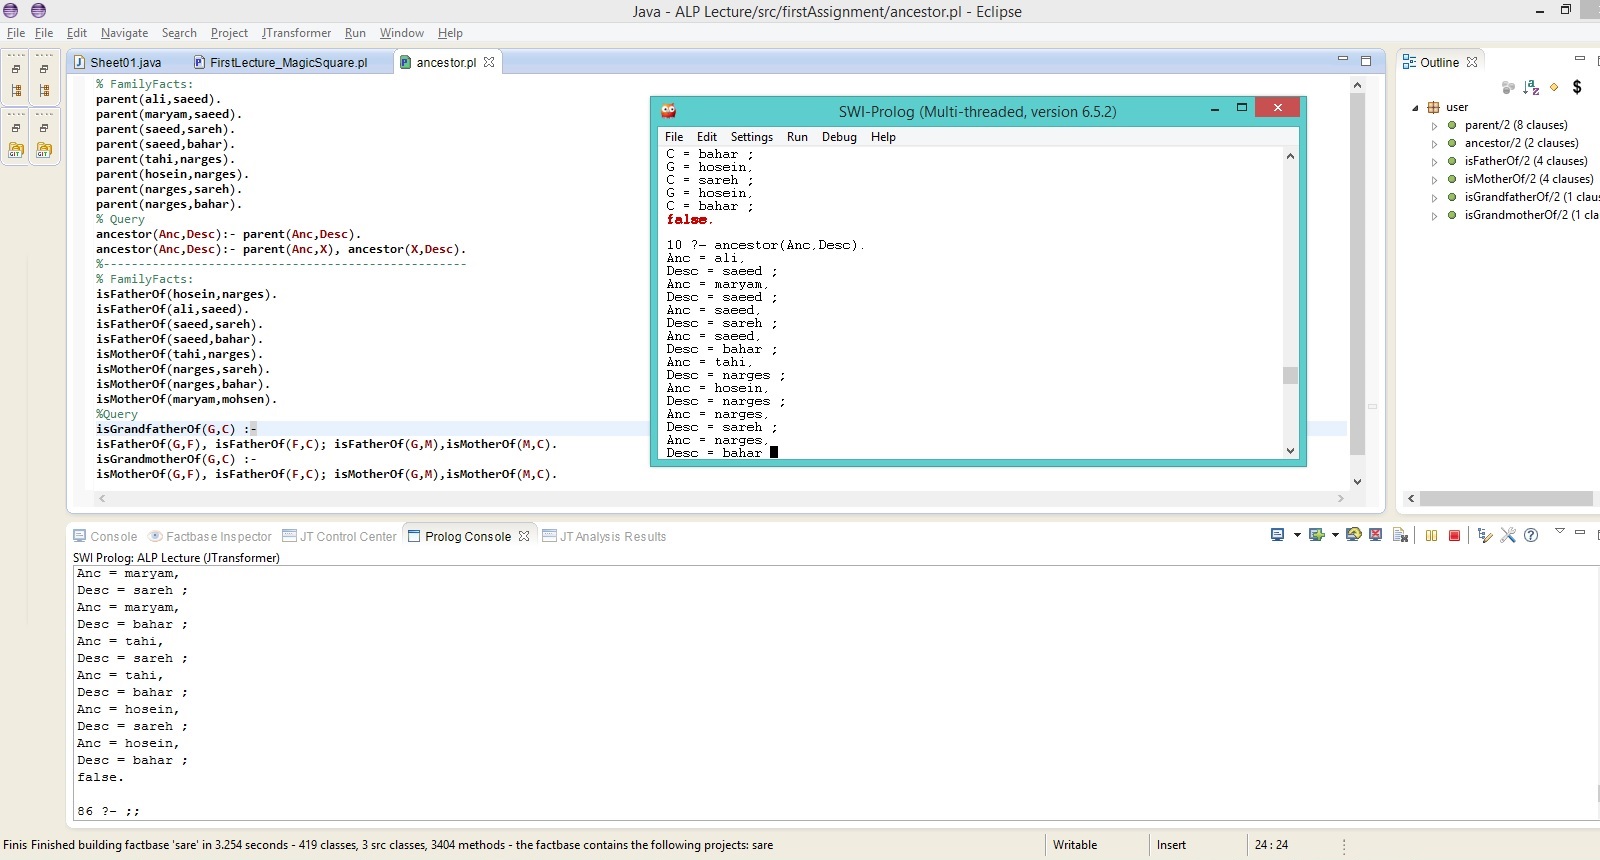 Java - ALP Lecture/src/firstAssignment/ancestor.pl - Eclipse
File File Edit Navigate Search Project JTransformer Run Window Help
Sheet01.java FirstLecture_MagicSquare.pl ancestor.pl
% FamilyFacts:
parent(ali,saeed).
parent(maryam,saeed).
parent(saeed,sareh).
parent(saeed,bahar).
parent(tahi,narges).
parent(hosein,narges).
parent(narges,sareh).
parent(narges,bahar).
% Query
ancestor(Anc,Desc):- parent(Anc,Desc).
ancestor(Anc,Desc):- parent(Anc,X), ancestor(X,Desc).
%---------------------------------------------
% FamilyFacts:
isFatherOf(hosein,narges).
isFatherOf(ali,saeed).
isFatherOf(saeed,sareh).
isFatherOf(saeed,bahar).
isMotherOf(tahi,narges).
isMotherOf(narges,sareh).
isMotherOf(narges,bahar).
isMotherOf(maryam,mohsen).
%Query
isGrandfatherOf(G,C) :-
isFatherOf(G,F), isFatherOf(F,C); isFatherOf(G,M),isMotherOf(M,C).
isGrandmotherOf(G,C) :-
isMotherOf(G,F), isFatherOf(F,C); isMotherOf(G,M),isMotherOf(M,C).
SWI-Prolog (Multi-threaded, version 6.5.2)
File Edit Settings Run Debug Help
C = bahar ;
G = hosein,
C = sareh ;
G = hosein,
C = bahar ;
false.
10 ?- ancestor(Anc,Desc).
Anc = ali,
Desc = saeed ;
Anc = maryam,
Desc = saeed ;
Anc = saeed,
Desc = sareh ;
Anc = saeed,
Desc = bahar ;
Anc = tahi,
Desc = narges ;
Anc = hosein,
Desc = narges ;
Anc = narges,
Desc = sareh ;
Anc = narges,
Desc = bahar
Outline
user
parent/2 (8 clauses)
ancestor/2 (2 clauses)
isFatherOf/2 (4 clauses)
isMotherOf/2 (4 clauses)
isGrandfatherOf/2 (1 clau
isGrandmotherOf/2 (1 cla
Console Factbase Inspector JT Control Center Prolog Console JT Analysis Results
SWI Prolog: ALP Lecture (JTransformer)
Anc = maryam,
Desc = sareh ;
Anc = maryam,
Desc = bahar ;
Anc = tahi,
Desc = sareh ;
Anc = tahi,
Desc = bahar ;
Anc = hosein,
Desc = sareh ;
Anc = hosein,
Desc = bahar ;
false.
86 ?- ;;
Finis Finished building factbase 'sare' in 3.254 seconds - 419 classes, 3 src classes, 3404 methods - the factbase contains the following projects: sare
Writable Insert 24 : 24